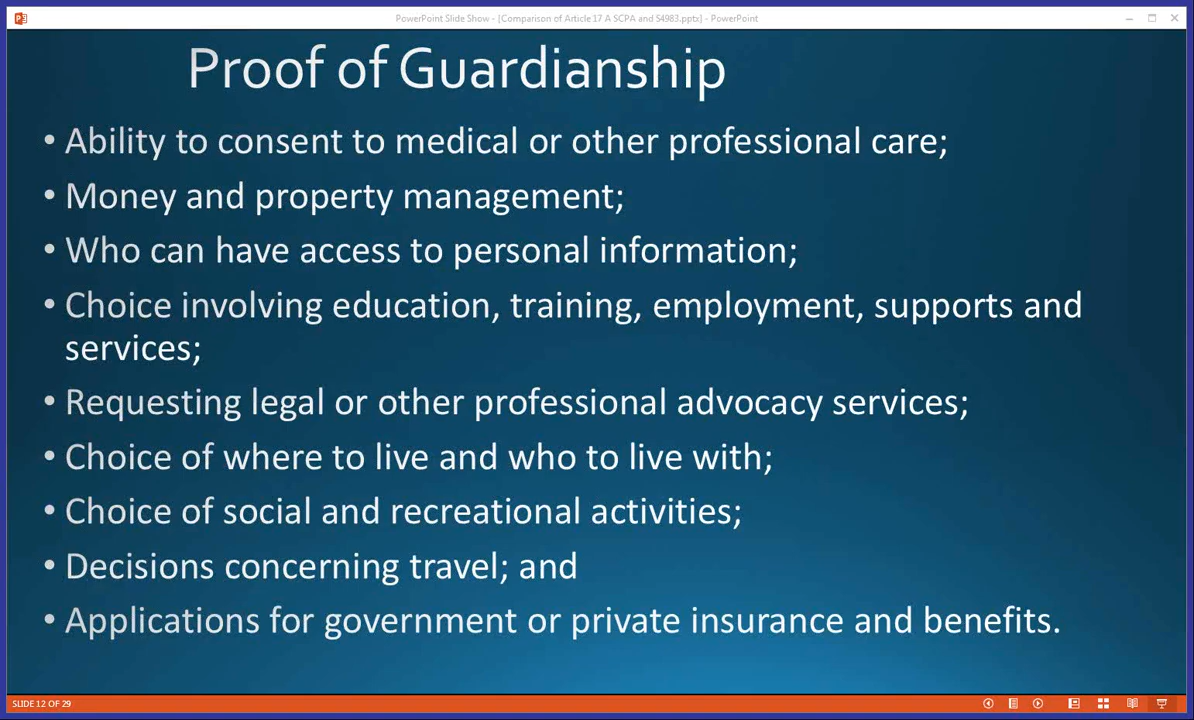 PowerPoint Slide Show - [Comparison of Article 17 A SCPA and S4983.pptx] - PowerPoint
Proof of Guardianship
• Ability to consent to medical or other professional care;
• Money and property management;
• Who can have access to personal information;
• Choice involving education, training, employment, supports and
services;
• Requesting legal or other professional advocacy services;
• Choice of where to live and who to live with;
• Choice of social and recreational activities;
• Decisions concerning travel; and
• Applications for government or private insurance and benefits.
SLIDE 12 OF 29